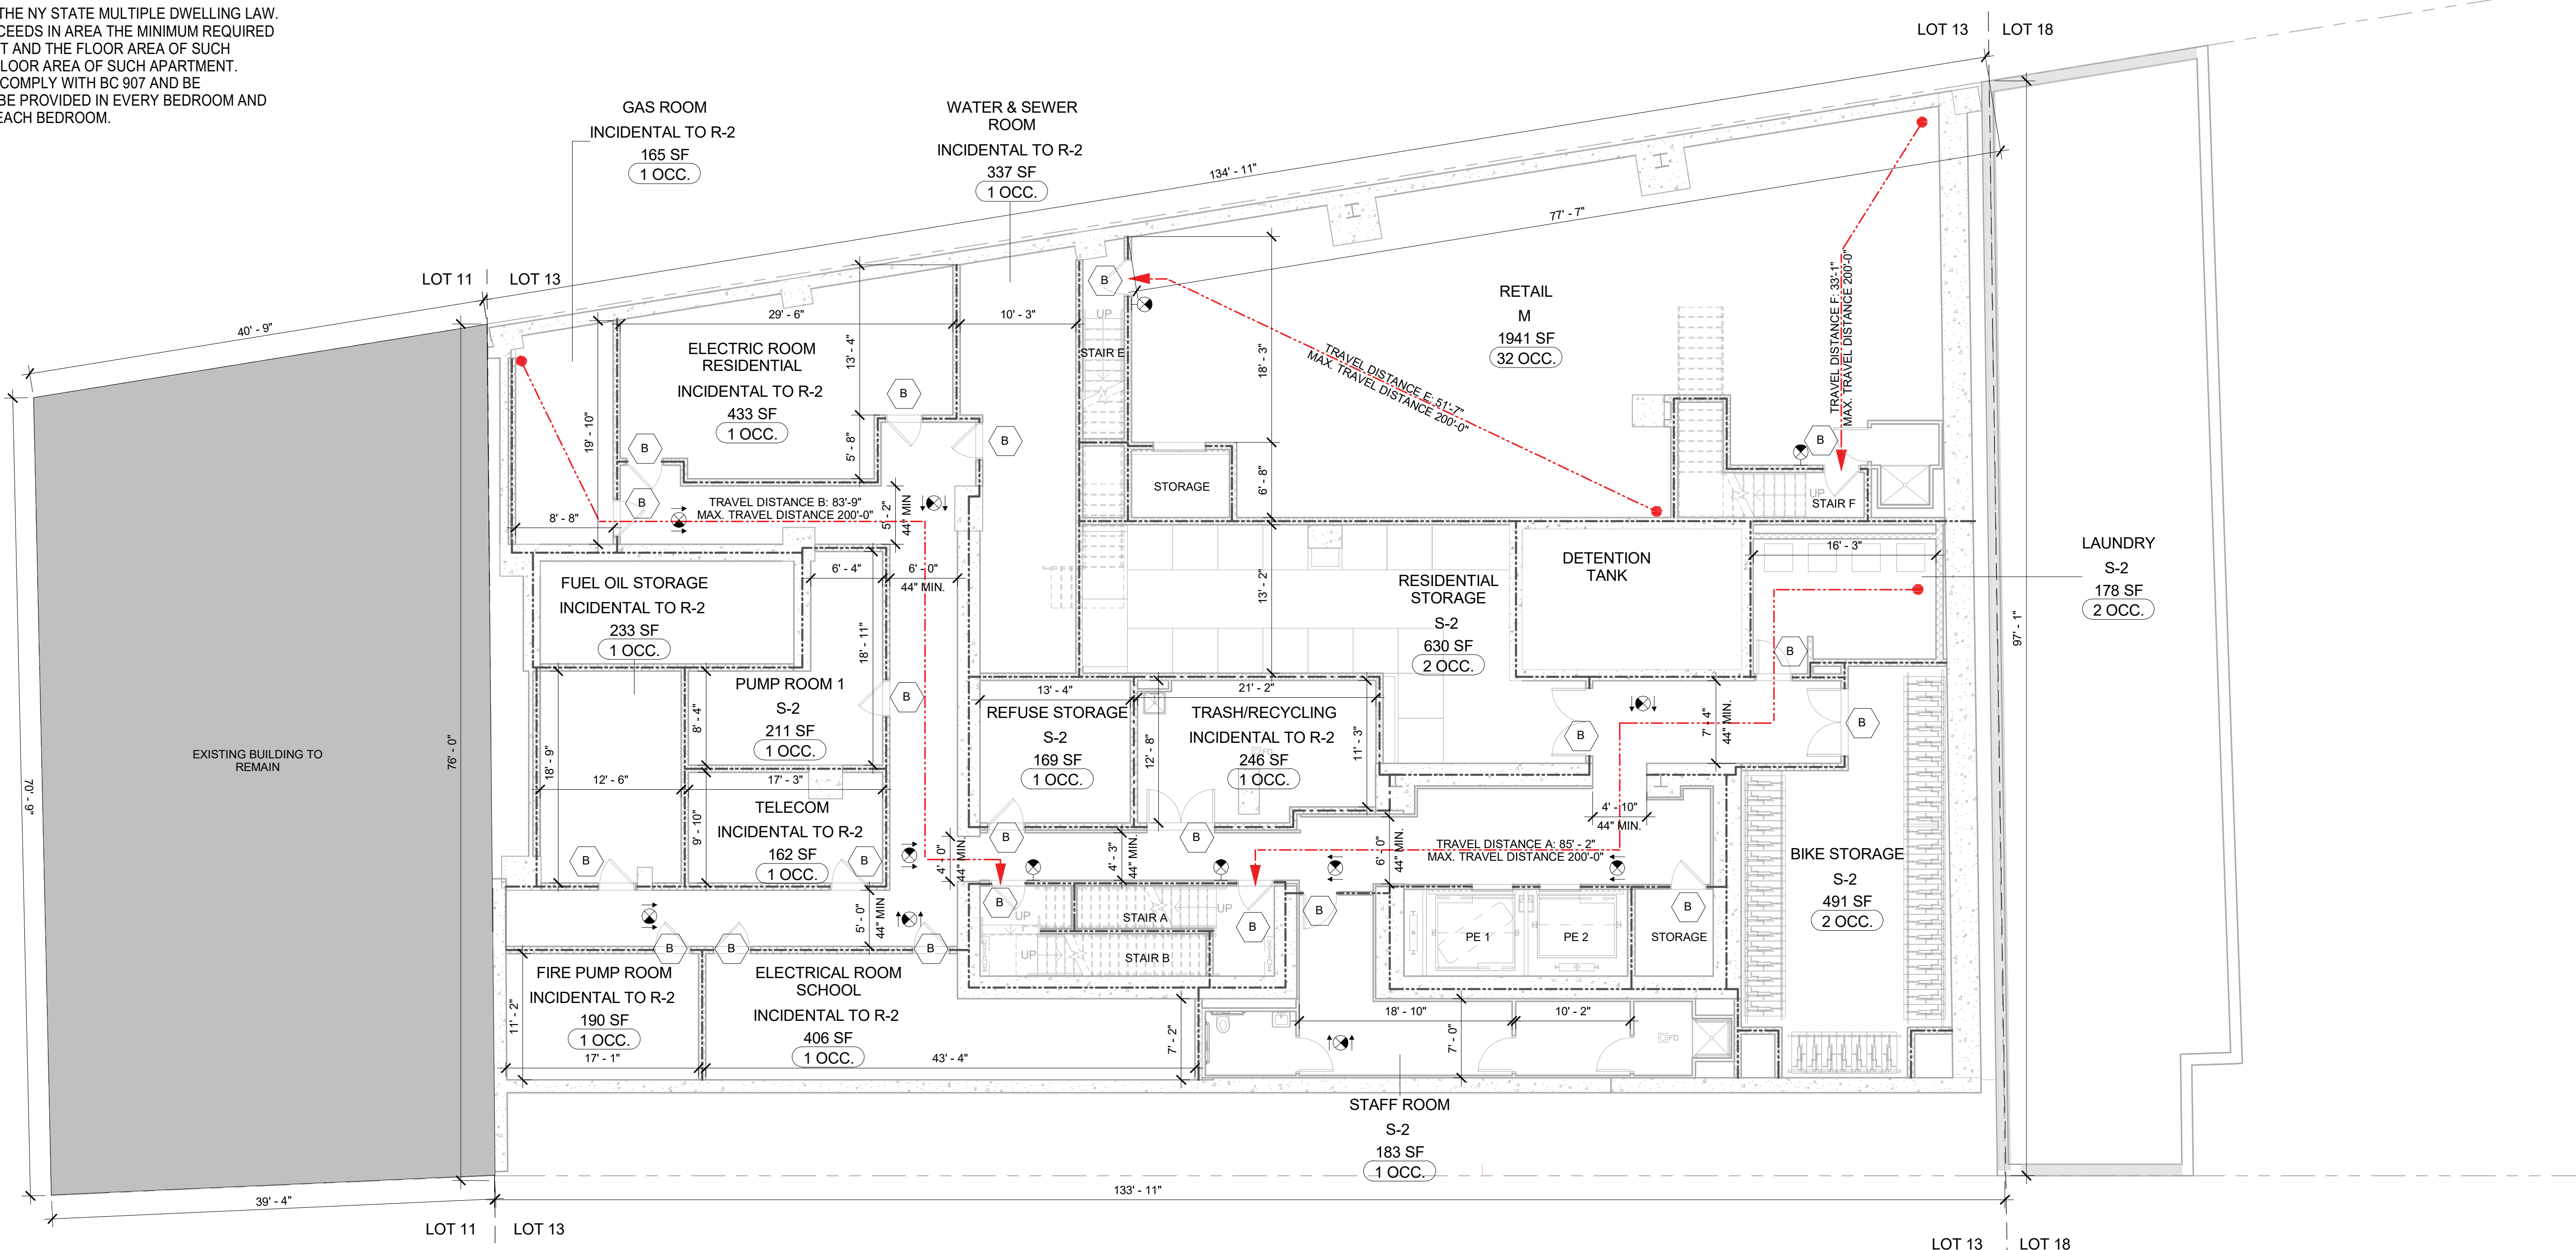 THE NY STATE MULTIPLE DWELLING LAW.
CEEDS IN AREA THE MINIMUM REQUIRED
T AND THE FLOOR AREA OF SUCH
LOOR AREA OF SUCH APARTMENT.
COMPLY WITH BC 907 AND BE
BE PROVIDED IN EVERY BEDROOM AND
EACH BEDROOM.
LOT 13
LOT 18
GAS ROOM
INCIDENTAL TO R-2
165 SF
1 OCC.
WATER & SEWER
ROOM
INCIDENTAL TO R-2
337 SF
1 OCC.
134' - 11"
77' - 7"
LOT 11
LOT 13
40' - 9"
29' - 6"
10' - 3"
13' - 4"
5' - 8"
19' - 10"
8' - 8"
ELECTRIC ROOM
RESIDENTIAL
INCIDENTAL TO R-2
433 SF
1 OCC.
B
B
B
B
B
UP
STAIR E
18' - 3"
6' - 8"
STORAGE
RETAIL
M
1941 SF
32 OCC.
TRAVEL DISTANCE E: 51'-7"
MAX. TRAVEL DISTANCE 200'-0"
TRAVEL DISTANCE F: 33'-1"
MAX. TRAVEL DISTANCE 200'-0"
B
UP
STAIR F
TRAVEL DISTANCE B: 83'-9"
MAX. TRAVEL DISTANCE 200'-0"
5' - 2"
44" MIN
6' - 4"
6' - 0"
44" MIN.
FUEL OIL STORAGE
INCIDENTAL TO R-2
233 SF
1 OCC.
18' - 11"
13' - 2"
RESIDENTIAL
STORAGE
S-2
630 SF
2 OCC.
DETENTION
TANK
16' - 3"
LAUNDRY
S-2
178 SF
2 OCC.
97' - 1"
B
PUMP ROOM 1
S-2
211 SF
1 OCC.
B
8' - 4"
18' - 9"
12' - 6"
17' - 3"
9' - 10"
TELECOM
INCIDENTAL TO R-2
162 SF
1 OCC.
B
B
13' - 4"
21' - 2"
REFUSE STORAGE
S-2
169 SF
1 OCC.
12' - 8"
TRASH/RECYCLING
INCIDENTAL TO R-2
FD
246 SF
1 OCC.
11' - 3"
B
B
B
B
7' - 4"
44" MIN.
4' - 10"
44" MIN.
EXISTING BUILDING TO
REMAIN
76' - 0"
70' - 9"
4' - 0"
44" MIN.
4' - 3"
44" MIN.
6' - 0"
44" MIN.
TRAVEL DISTANCE A: 85' - 2"
MAX. TRAVEL DISTANCE 200'-0"
BIKE STORAGE
S-2
491 SF
2 OCC.
5' - 0"
44" MIN
B
B
B
B
UP
STAIR A
UP
UP
STAIR B
B
B
PE 1
PE 2
B
STORAGE
FIRE PUMP ROOM
INCIDENTAL TO R-2
190 SF
1 OCC.
17' - 1"
11' - 2"
ELECTRICAL ROOM
SCHOOL
INCIDENTAL TO R-2
406 SF
1 OCC.
43' - 4"
7' - 2"
18' - 10"
10' - 2"
7' - 0"
FD
STAFF ROOM
S-2
183 SF
1 OCC.
39' - 4"
133' - 11"
LOT 11
LOT 13
LOT 13
LOT 18